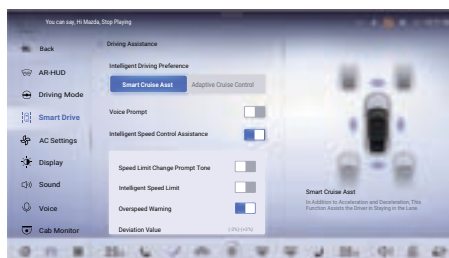 You can say, Hi Mazda, Stop Playing
Back
AR-HUD
Driving Mode
Smart Drive
AC Settings
Display
Sound
Voice
Cab Monitor
Driving Assistance
Intelligent Driving Preference
Smart Cruise Asst
Adaptive Cruise Control
Voice Prompt
Intelligent Speed Control Assistance
Speed Limit Change Prompt Tone
Intelligent Speed Limit
Overspeed Warning
Deviation Value
Smart Cruise Asst
In Addition to Acceleration and Deceleration, This
Function Assists the Driver in Staying in the Lane.